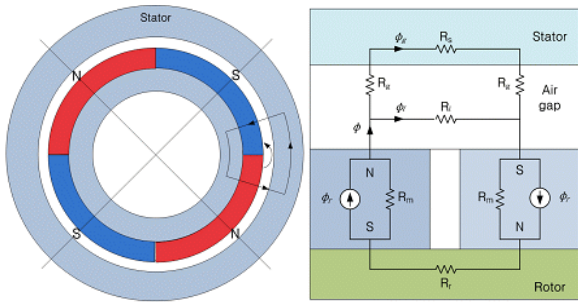 Stator
N
S
S
N
Stator
ϕg
Rs
Rg
Rg
Air
gap
ϕl
Rl
ϕ
N
S
ϕr
Rm
Rm
ϕr
S
N
Rr
Rotor